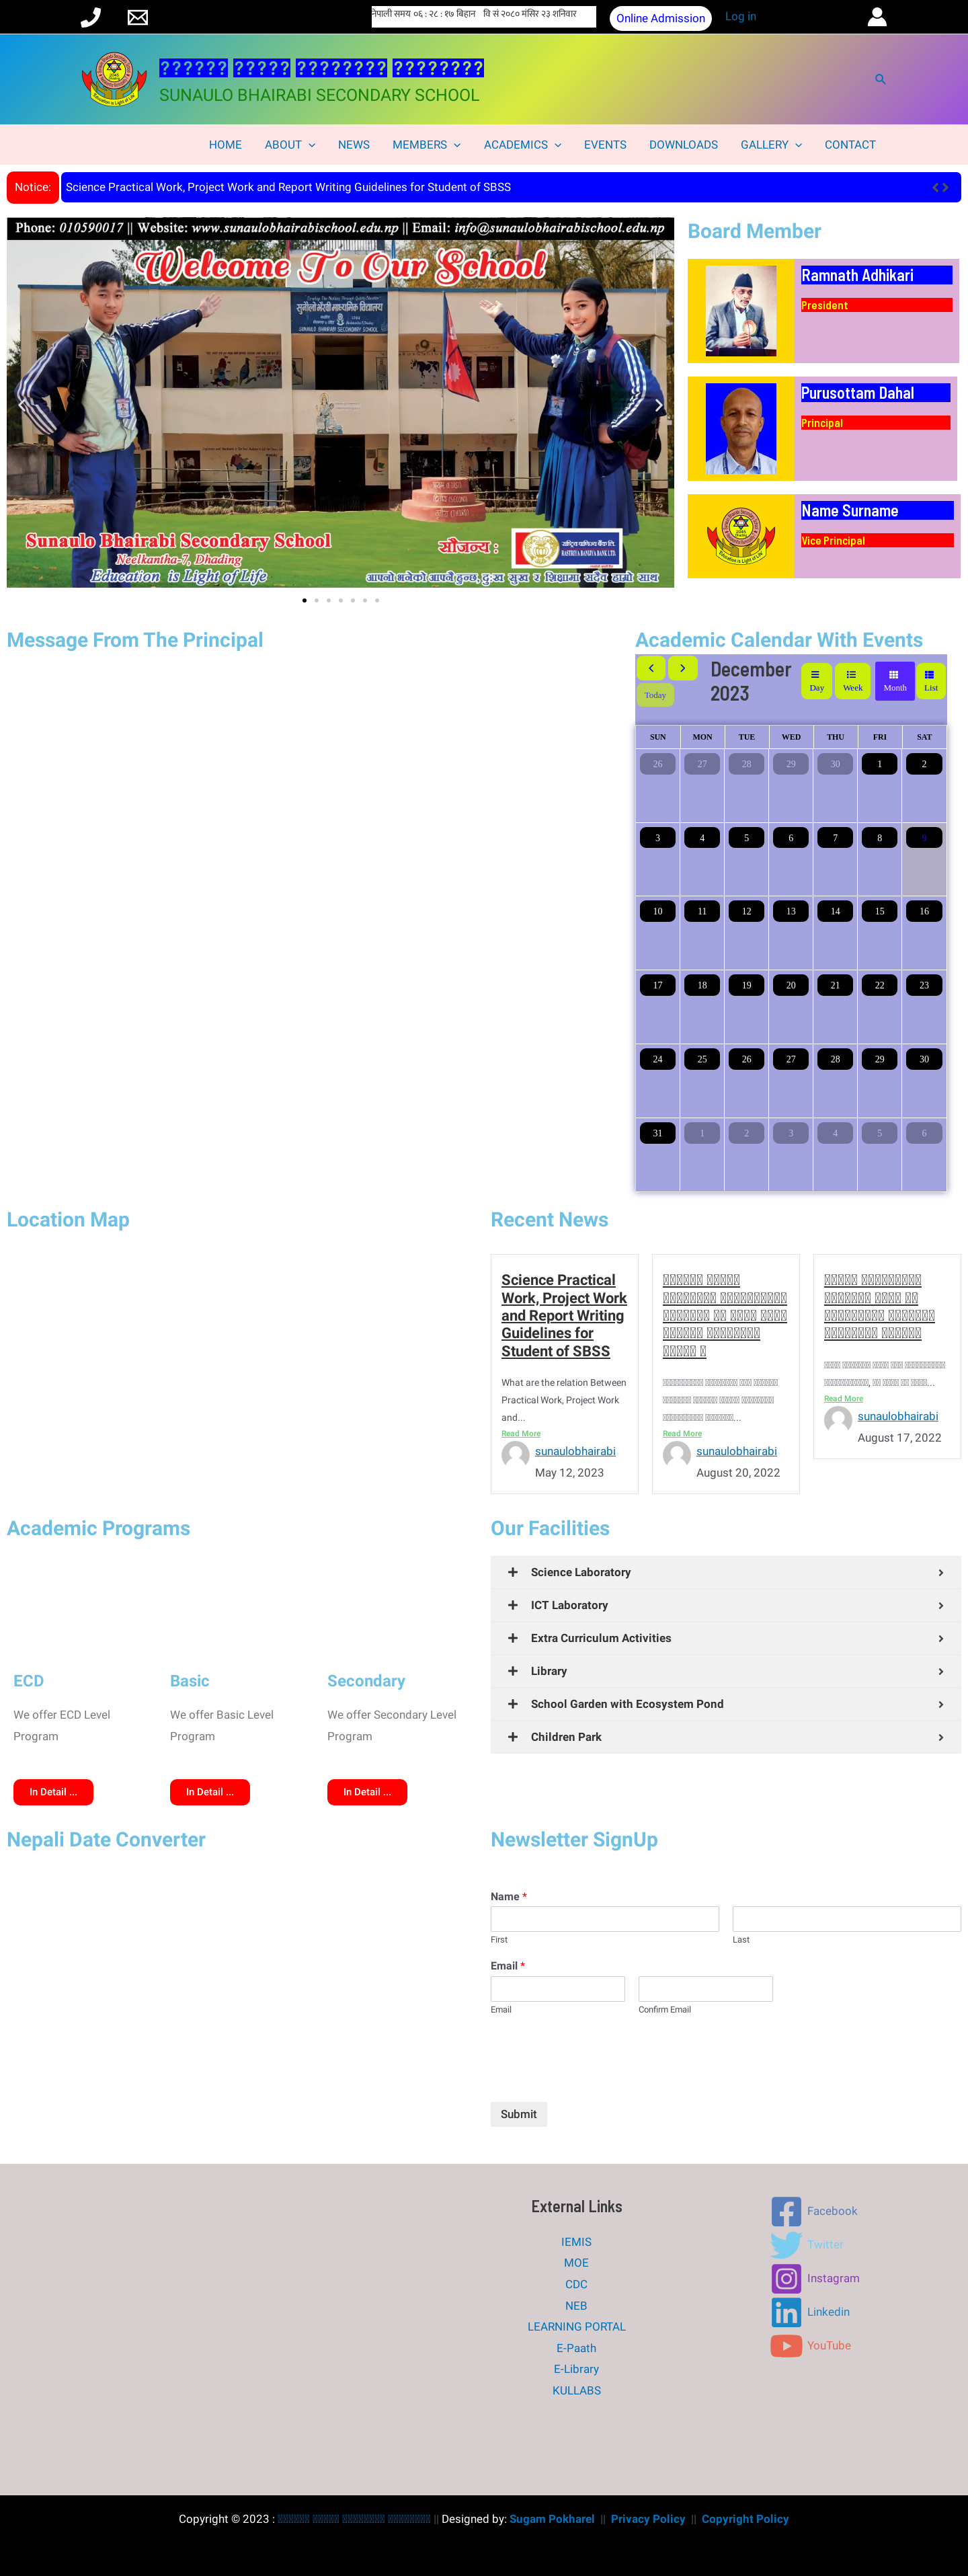 नेपाली समय ०६ : २८ : १७ बिहान वि सं २०८० मंसिर २३ शनिवार
Online Admission
Log in
?????? ????? ???????? ????????
SUNAULO BHAIRABI SECONDARY SCHOOL
HOME
ABOUT
NEWS
MEMBERS
ACADEMICS
EVENTS
DOWNLOADS
GALLERY
CONTACT
Notice:
Science Practical Work, Project Work and Report Writing Guidelines for Student of SBSS
Phone: 010590017 || Website: www.sunaulobhairabischool.edu.np || Email: info@sunaulobhairabischool.edu.np
Welcome To Our School
Sunaulo Bhairabi Secondary School
Neelkantha-7, Dhading
Education is Light of Life
सौजन्य :-
आफ्नो भनेको आफ्नै हुन्छ, दु:ख सुख र शिक्षामा सदैव हाम्रो साथ
Board Member
Ramnath Adhikari
President
Purusottam Dahal
Principal
Name Surname
Vice Principal
Message From The Principal
Academic Calendar With Events
December 2023
Today
Day
Week
Month
List
SUN MON TUE WED THU FRI SAT
26 27 28 29 30 1 2
3 4 5 6 7 8 9
10 11 12 13 14 15 16
17 18 19 20 21 22 23
24 25 26 27 28 29 30
31 1 2 3 4 5 6
Location Map
Recent News
Science Practical
Work, Project Work
and Report Writing
Guidelines for
Student of SBSS
What are the relation Between
Practical Work, Project Work
and...
Read More
sunaulobhairabi
May 12, 2023
Read More
sunaulobhairabi
August 20, 2022
Read More
sunaulobhairabi
August 17, 2022
Academic Programs
ECD
We offer ECD Level
Program
In Detail ...
Basic
We offer Basic Level
Program
In Detail ...
Secondary
We offer Secondary Level
Program
In Detail ...
Our Facilities
Science Laboratory
ICT Laboratory
Extra Curriculum Activities
Library
School Garden with Ecosystem Pond
Children Park
Nepali Date Converter
Newsletter SignUp
Name *
First
Last
Email *
Email
Confirm Email
Submit
External Links
IEMIS
MOE
CDC
NEB
LEARNING PORTAL
E-Paath
E-Library
KULLABS
Facebook
Twitter
Instagram
Linkedin
YouTube
Copyright © 2023 : || Designed by: Sugam Pokharel || Privacy Policy || Copyright Policy